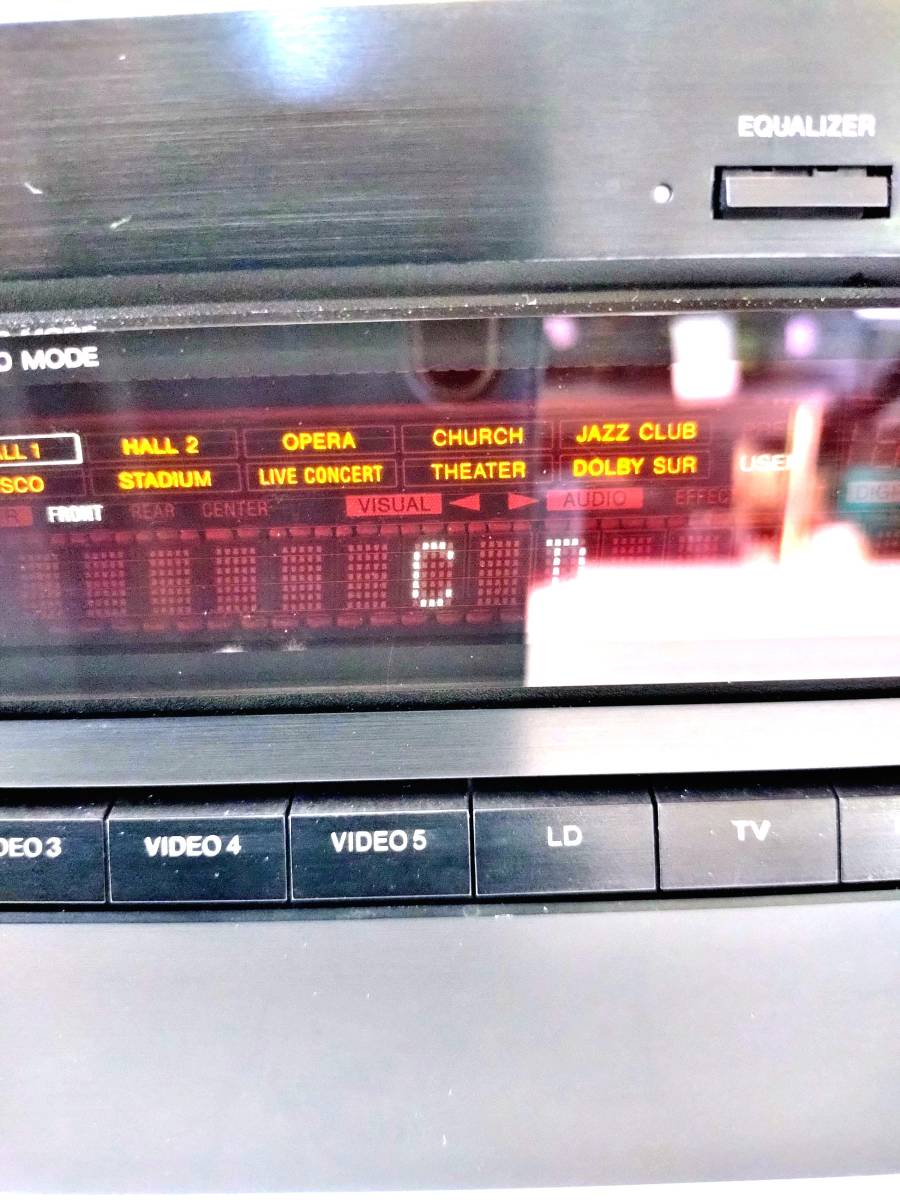 EQUALIZER
MODE
ALL 1 HALL 2 OPERA CHURCH JAZZ CLUB
SCO STADIUM LIVE CONCERT THEATER DOLBY SUR USER
FRONT REAR CENTER VISUAL AUDIO EFFEC
C D
DEO 3 VIDEO 4 VIDEO 5 LD TV